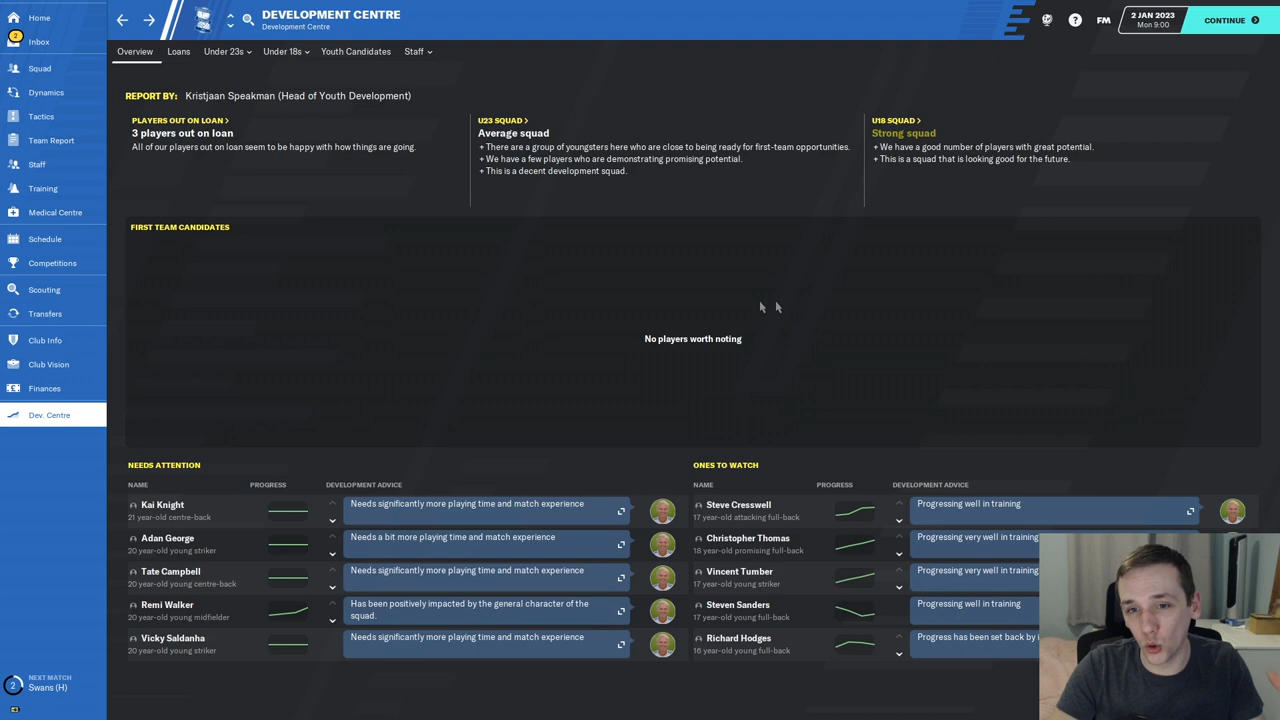 Home
2
Inbox
Squad
Dynamics
Tactics
Team Report
Staff
Training
Medical Centre
Schedule
Competitions
Scouting
Transfers
Club Info
Club Vision
Finances
Dev. Centre
2
NEXT MATCH
Swans (H)
DEVELOPMENT CENTRE
Development Centre
?
FM
2 JAN 2023
Mon 9:00
CONTINUE
Overview
Loans
Under 23s
Under 18s
Youth Candidates
Staff
REPORT BY: Kristjaan Speakman (Head of Youth Development)
PLAYERS OUT ON LOAN >
3 players out on loan
All of our players out on loan seem to be happy with how things are going.
U23 SQUAD >
Average squad
+ There are a group of youngsters here who are close to being ready for first-team opportunities.
+ We have a few players who are demonstrating promising potential.
+ This is a decent development squad.
U18 SQUAD >
Strong squad
+ We have a good number of players with great potential.
+ This is a squad that is looking good for the future.
FIRST TEAM CANDIDATES
No players worth noting
NEEDS ATTENTION
NAME PROGRESS DEVELOPMENT ADVICE
Kai Knight
21 year-old centre-back
Needs significantly more playing time and match experience
Adan George
20 year-old striker
Needs a bit more playing time and match experience
Tate Campbell
20 year-old young centre-back
Needs significantly more playing time and match experience
Remi Walker
20 year-old young midfielder
Has been positively impacted by the general character of the
squad.
Vicky Saldanha
20 year-old young striker
Needs significantly more playing time and match experience
ONES TO WATCH
NAME PROGRESS DEVELOPMENT ADVICE
Steve Cresswell
17 year-old attacking full-back
Progressing well in training
Christopher Thomas
18 year-old promising full-back
Progressing very well in training
Vincent Tumber
17 year-old young striker
Progressing very well in training
Steven Sanders
17 year-old young full-back
Progressing well in training
Richard Hodges
16 year-old young full-back
Progress has been set back by i